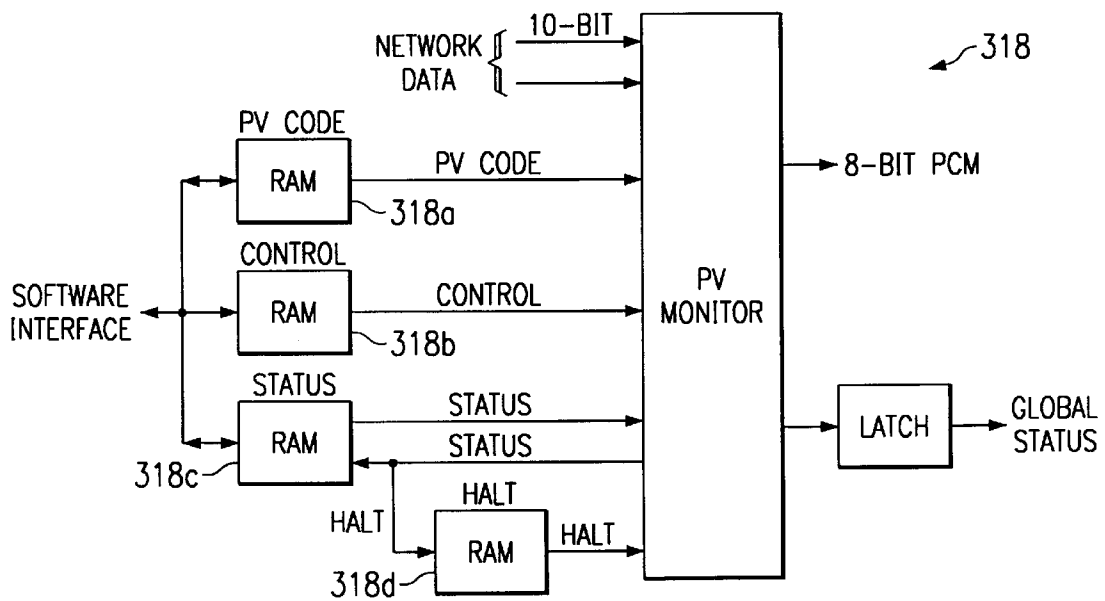 10-BIT
NETWORK
DATA
318
PV CODE
RAM
PV CODE
318a
8-BIT PCM
CONTROL
RAM
CONTROL
318b
SOFTWARE
INTERFACE
PV
MONITOR
STATUS
RAM
STATUS
STATUS
318c
LATCH
GLOBAL
STATUS
HALT
HALT
RAM
HALT
318d